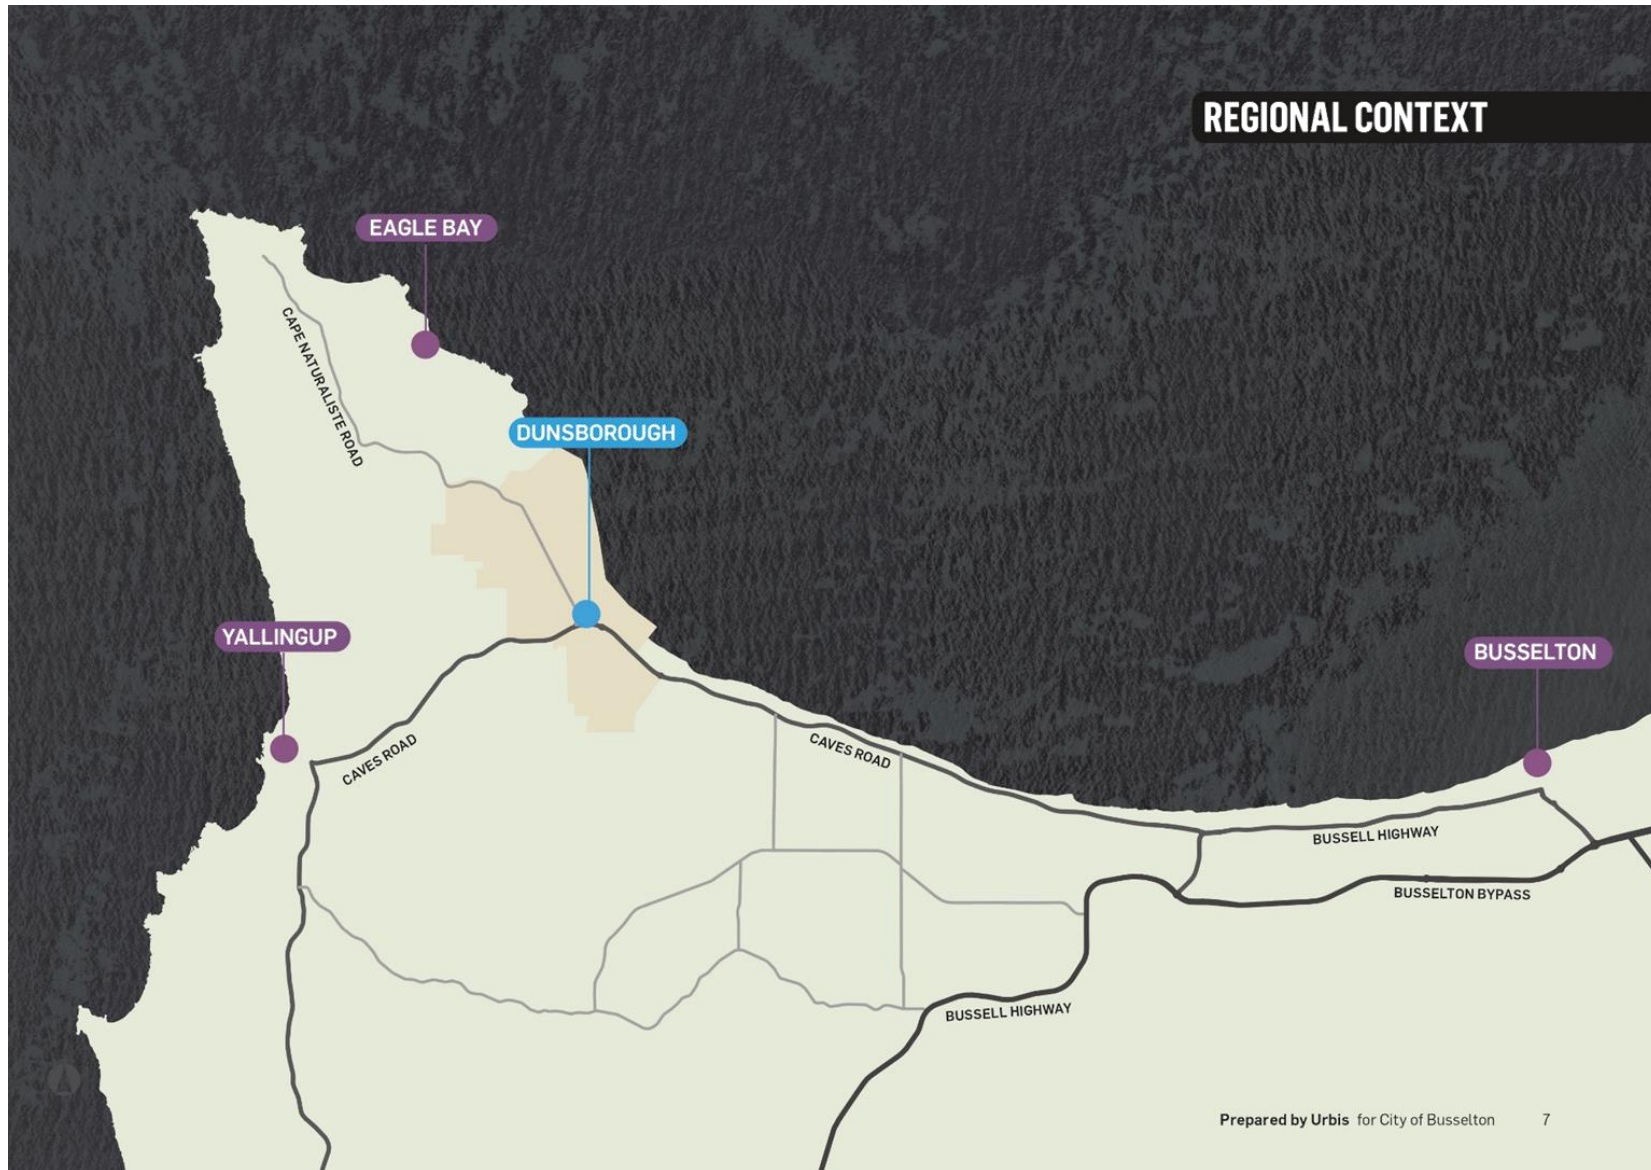 REGIONAL CONTEXT
EAGLE BAY
CAPE NATURALISTE ROAD
DUNSBOROUGH
YALLINGUP
BUSSELTON
CAVES ROAD
CAVES ROAD
BUSSELL HIGHWAY
BUSSELTON BYPASS
BUSSELL HIGHWAY
Prepared by Urbis for City of Busselton 7